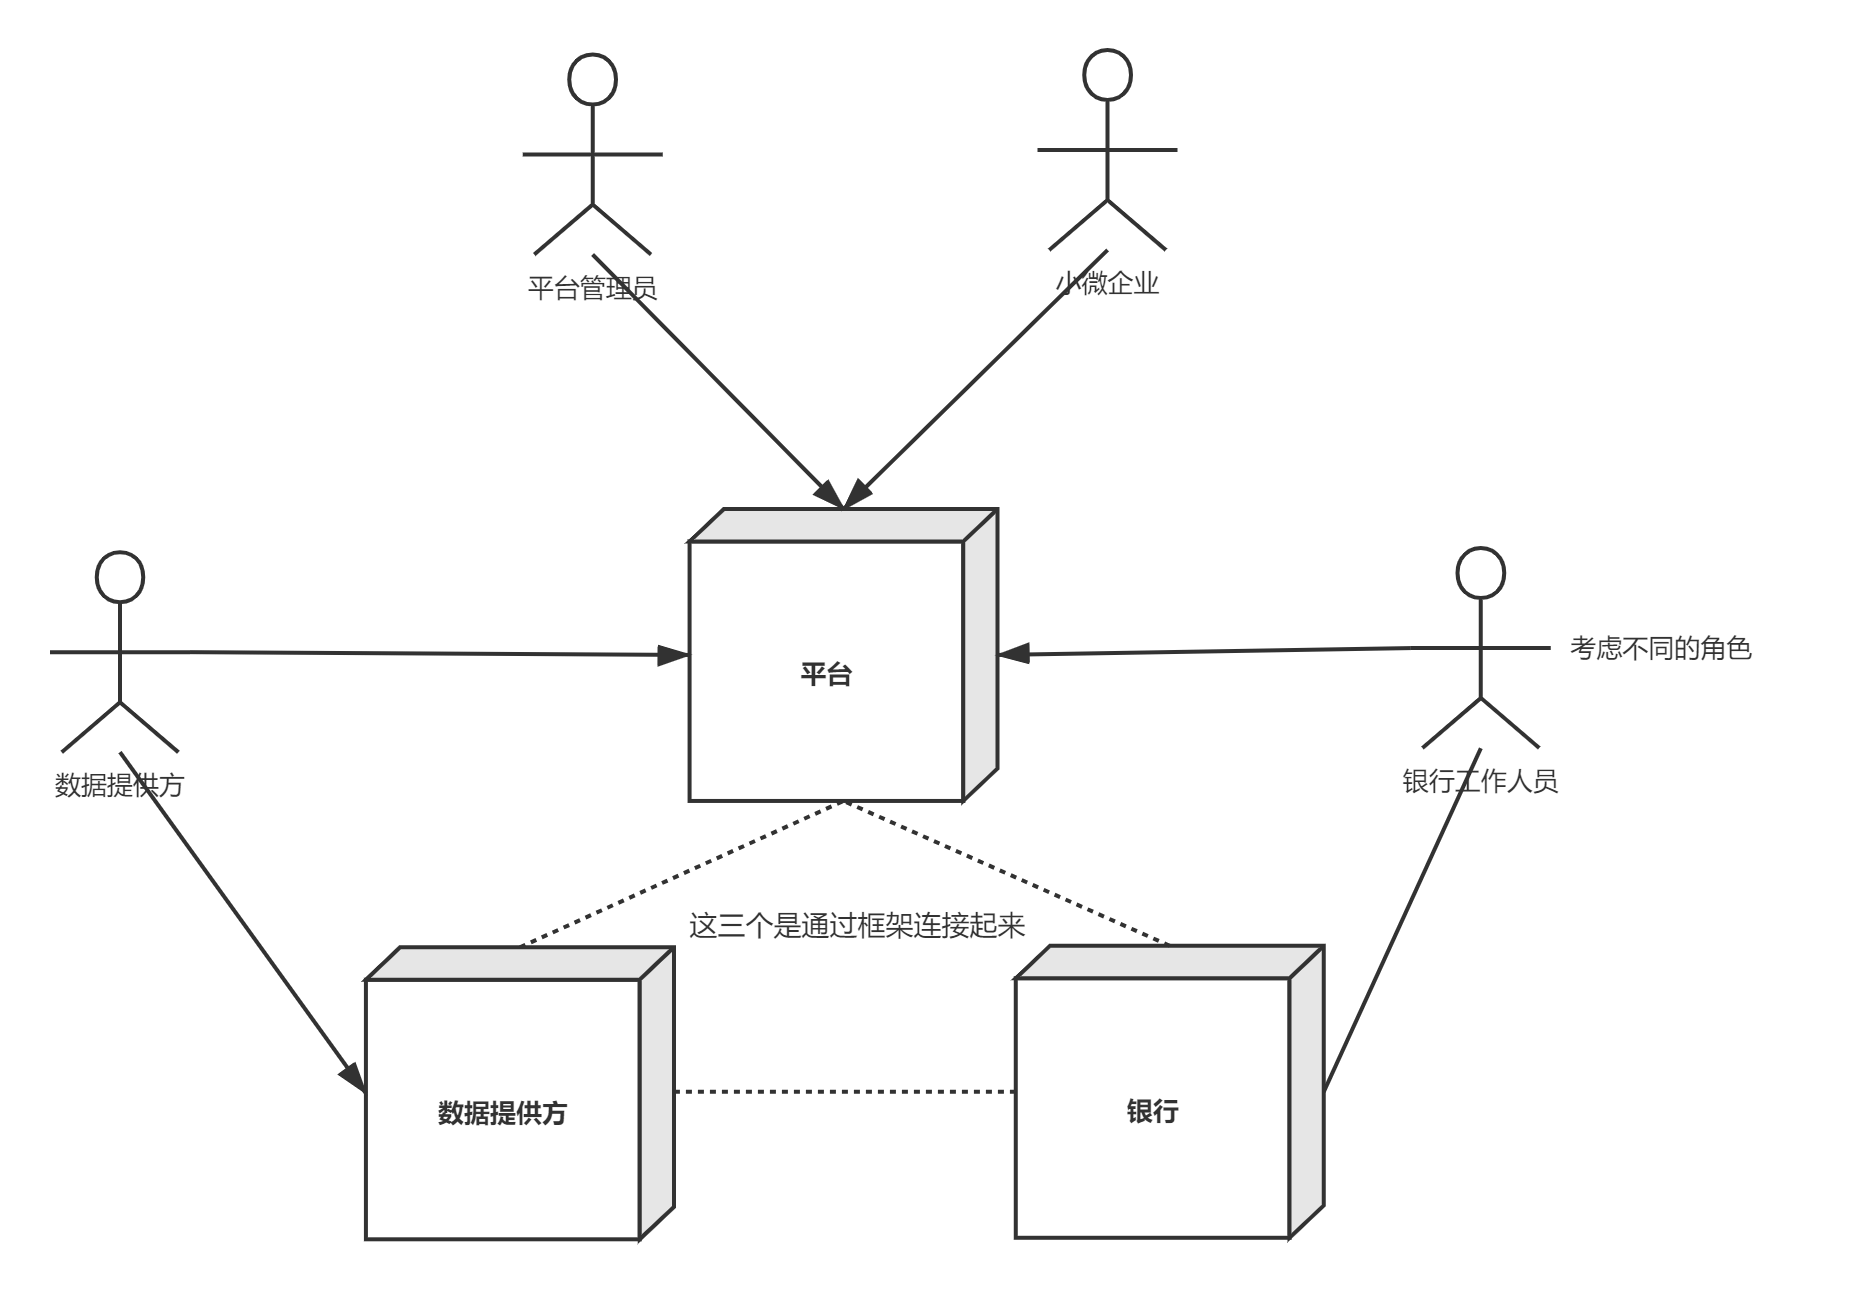 平台管理员
小微企业
平台
考虑不同的角色
数据提供方
银行工作人员
这三个是通过框架连接起来
数据提供方
银行